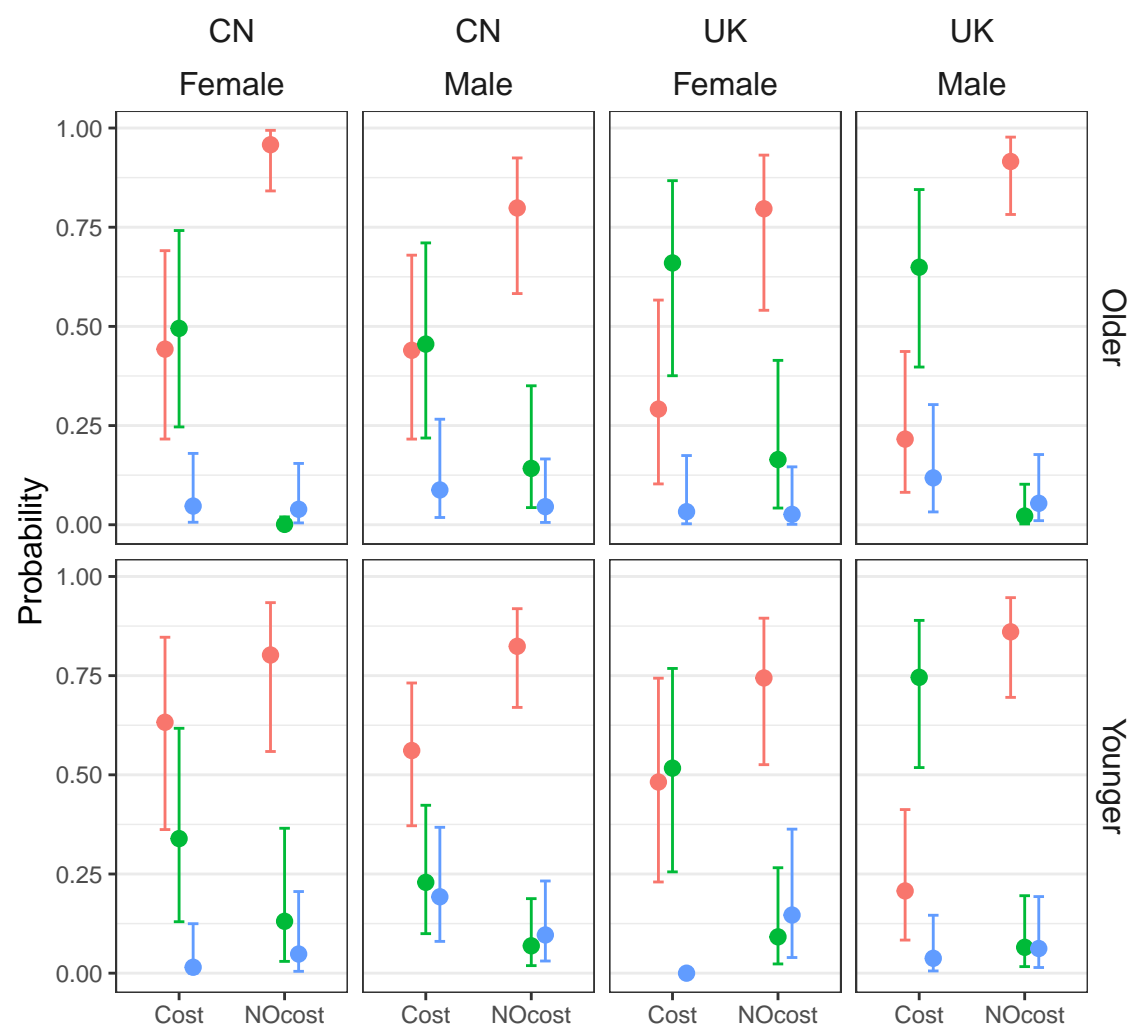 CN CN UK UK
Female Male Female Male
Probability
1.00
0.75
0.50
0.25
0.00
Older
1.00
0.75
0.50
0.25
0.00
Younger
Cost NOcost Cost NOcost Cost NOcost Cost NOcost